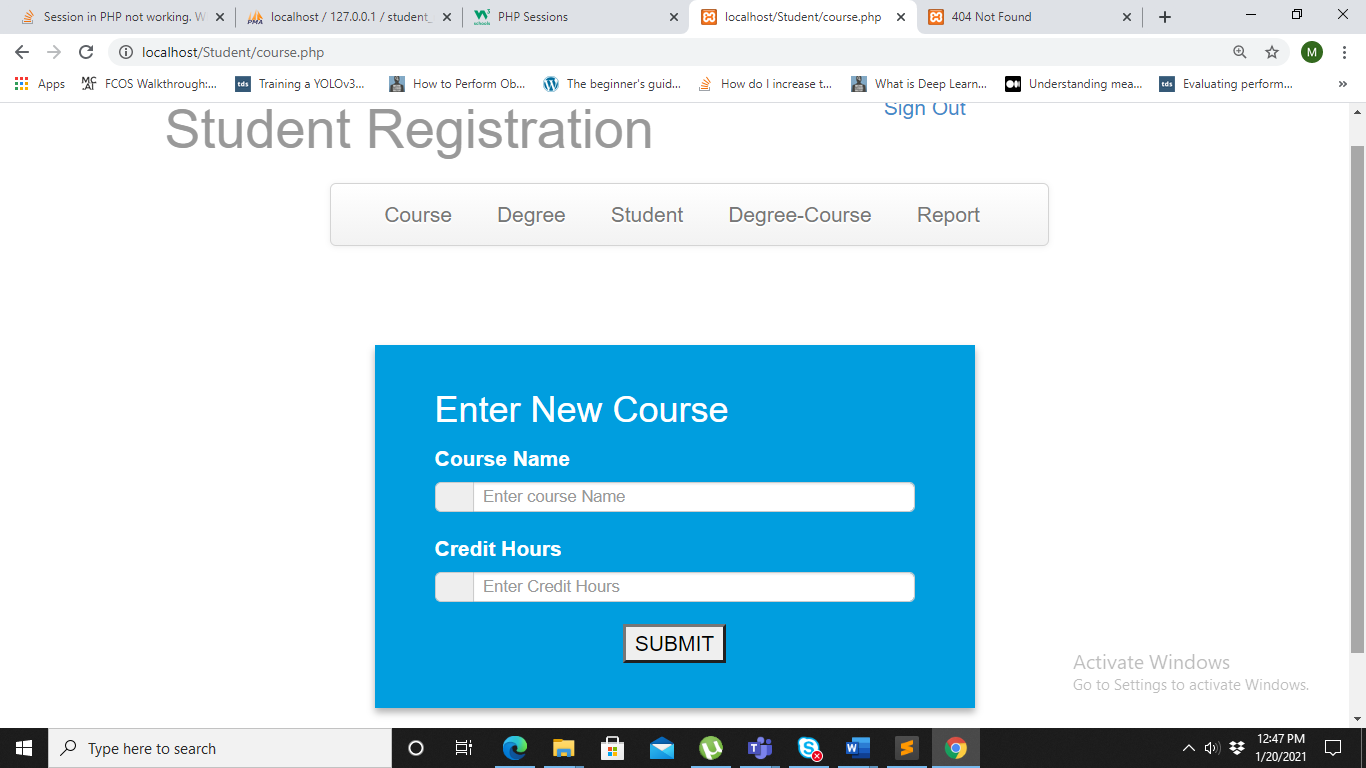 Session in PHP not working. W
localhost / 127.0.0.1 / student_
PHP Sessions
localhost/Student/course.php
404 Not Found
localhost/Student/course.php
M
Apps
FCOS Walkthrough:...
tds Training a YOLOv3...
How to Perform Ob...
The beginner's guid...
How do I increase t...
What is Deep Learn...
Understanding mea...
tds Evaluating perform...
»
Student Registration
Sign Out
Course Degree Student Degree-Course Report
Enter New Course
Course Name
Enter course Name
Credit Hours
Enter Credit Hours
SUBMIT
Activate Windows
Go to Settings to activate Windows.
Type here to search
12:47 PM
1/20/2021